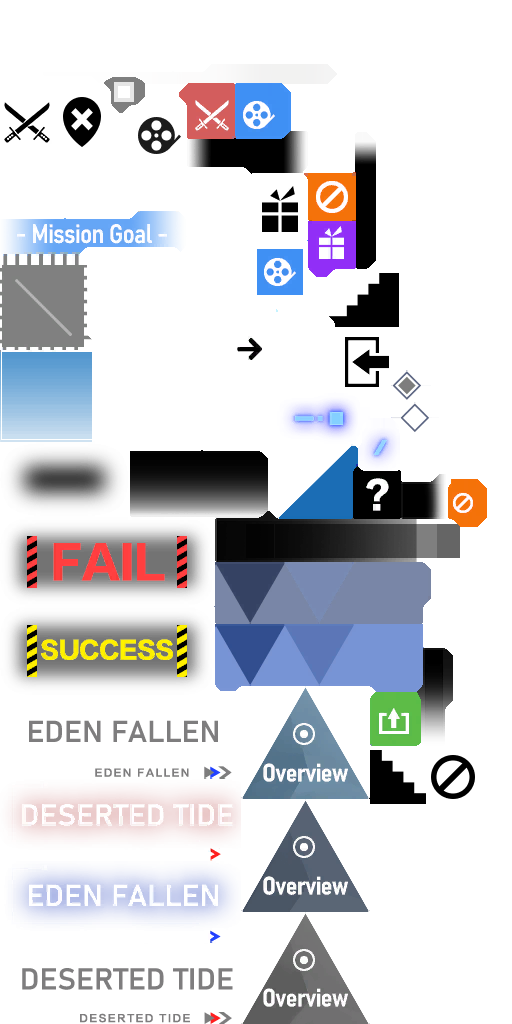 - Mission Goal -
?
FAIL
SUCCESS
EDEN FALLEN
EDEN FALLEN
Overview
DESERTED TIDE
EDEN FALLEN
Overview
DESERTED TIDE
DESERTED TIDE
Overview